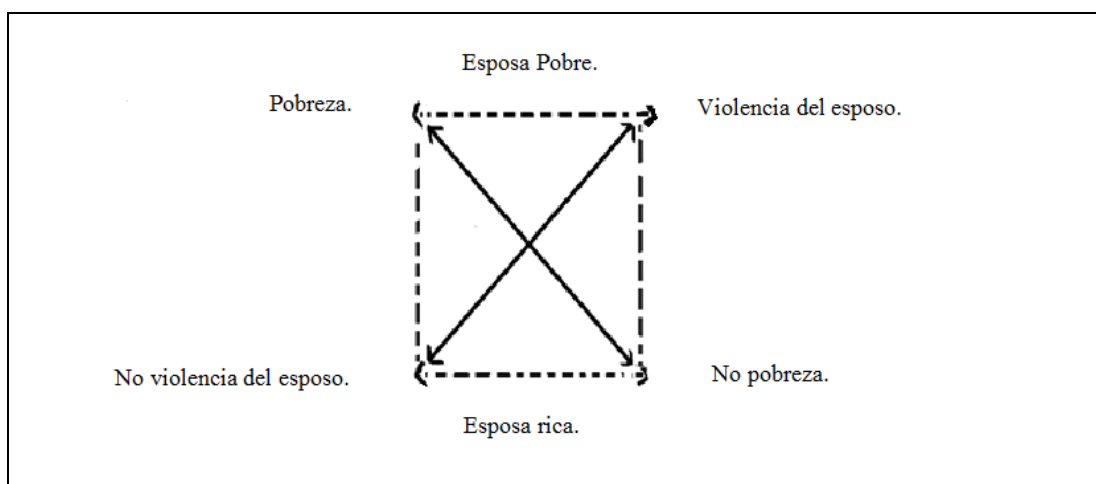 Esposa Pobre.
Pobreza.
Violencia del esposo.
No violencia del esposo.
No pobreza.
Esposa rica.